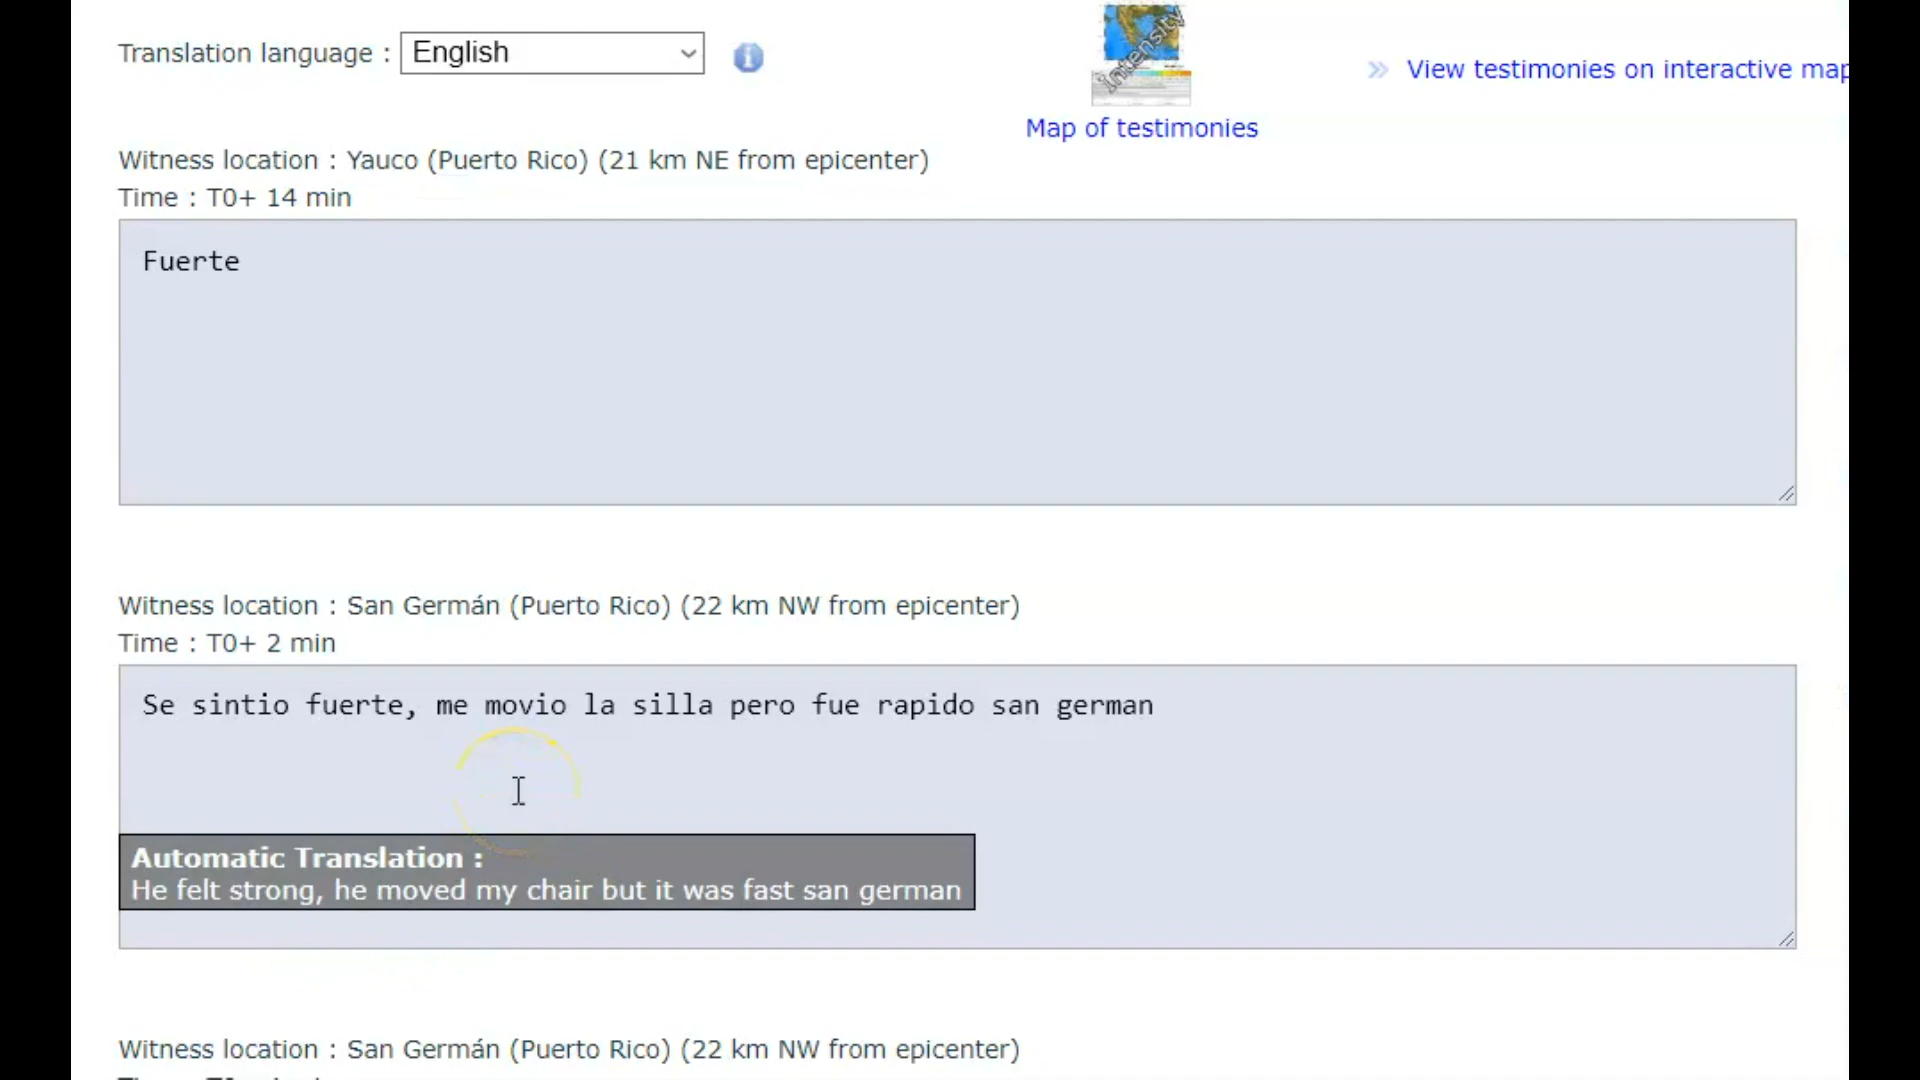 Translation language : English
intensity
View testimonies on interactive map
Map of testimonies
Witness location : Yauco (Puerto Rico) (21 km NE from epicenter)
Time : T0+ 14 min
Fuerte
Witness location : San Germán (Puerto Rico) (22 km NW from epicenter)
Time : T0+ 2 min
Se sintio fuerte, me movio la silla pero fue rapido san german
Automatic Translation :
He felt strong, he moved my chair but it was fast san german
Witness location : San Germán (Puerto Rico) (22 km NW from epicenter)